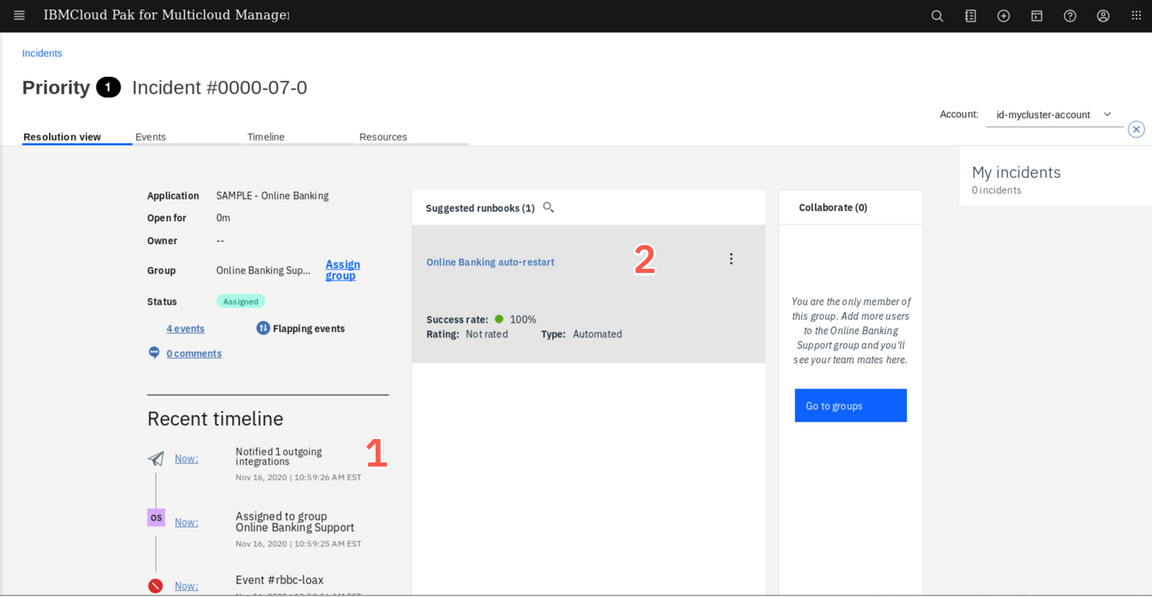 IBMCloud Pak for Multicloud Manager
Incidents
Priority 1 Incident #0000-07-0
Account: id-mycluster-account
Resolution view Events Timeline Resources
My incidents
0 incidents
Application SAMPLE - Online Banking
Open for 0m
Owner --
Group Online Banking Sup... Assign
group
Status Assigned
4 events Flapping events
0 comments
Recent timeline
Now: Notified 1 outgoing
integrations
Nov 16, 2020 | 10:59:26 AM EST
1
OS Now: Assigned to group
Online Banking Support
Nov 16, 2020 | 10:59:25 AM EST
Now: Event #rbbc-loax
Suggested runbooks (1)
Online Banking auto-restart
2
Success rate: 100%
Rating: Not rated Type: Automated
Collaborate (0)
You are the only member of
this group. Add more users
to the Online Banking
Support group and you'll
see your team mates here.
Go to groups